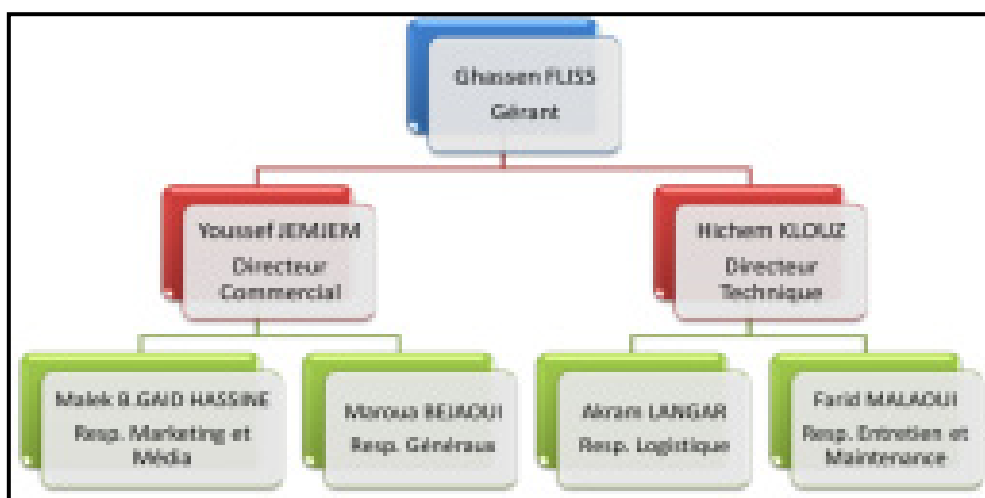 Ghassen FLISS
Gérant
Youssef JEMJEM
Directeur
Commercial
Hichem KLOUZ
Directeur
Technique
Malek B.GAID HASSINE
Resp. Marketing et
Média
Maroua BEJAOUI
Resp. Généraux
Akram LANGAR
Resp. Logistique
Farid MALAOUI
Resp. Entretien et
Maintenance